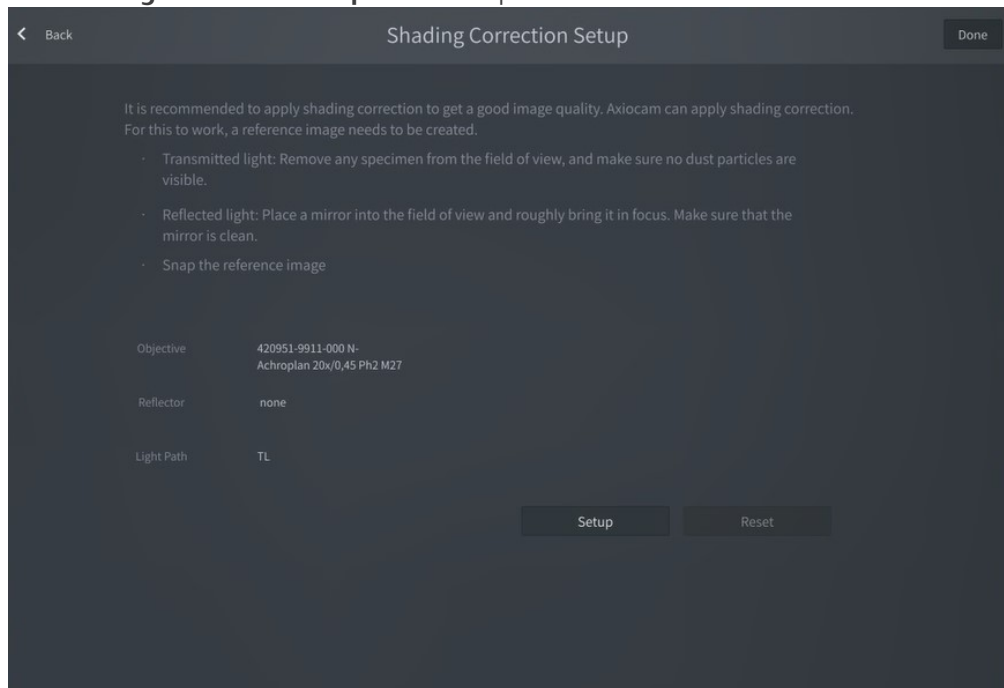 Back
Shading Correction Setup
Done
It is recommended to apply shading correction to get a good image quality. Axiocam can apply shading correction.
For this to work, a reference image needs to be created.
· Transmitted light: Remove any specimen from the field of view, and make sure no dust particles are
visible.
· Reflected light: Place a mirror into the field of view and roughly bring it in focus. Make sure that the
mirror is clean.
· Snap the reference image
Objective
420951-9911-000 N-
Achroplan 20x/0,45 Ph2 M27
Reflector
none
Light Path
TL
Setup
Reset